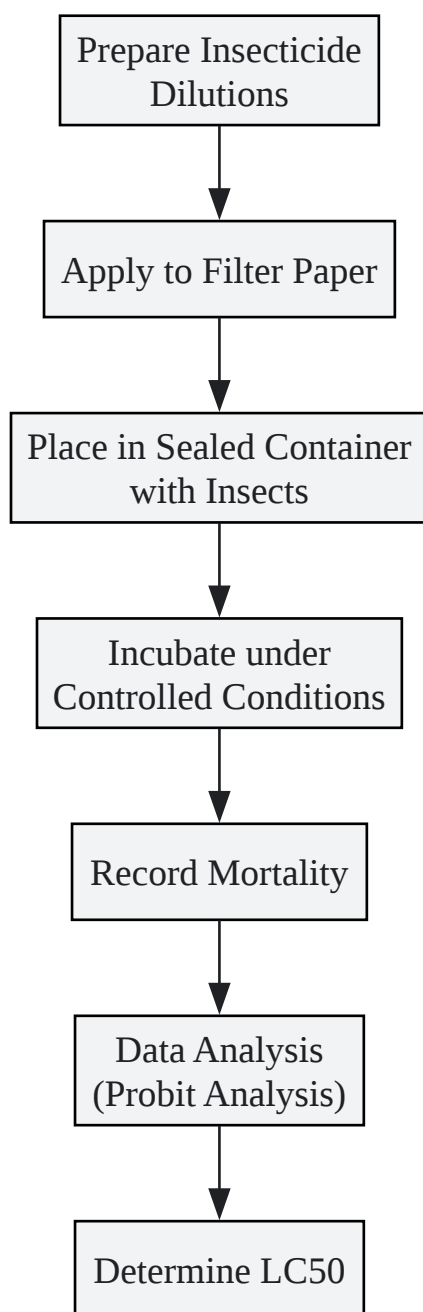 Prepare Insecticide
Dilutions
Apply to Filter Paper
Place in Sealed Container
with Insects
Incubate under
Controlled Conditions
Record Mortality
Data Analysis
(Probit Analysis)
Determine LC50